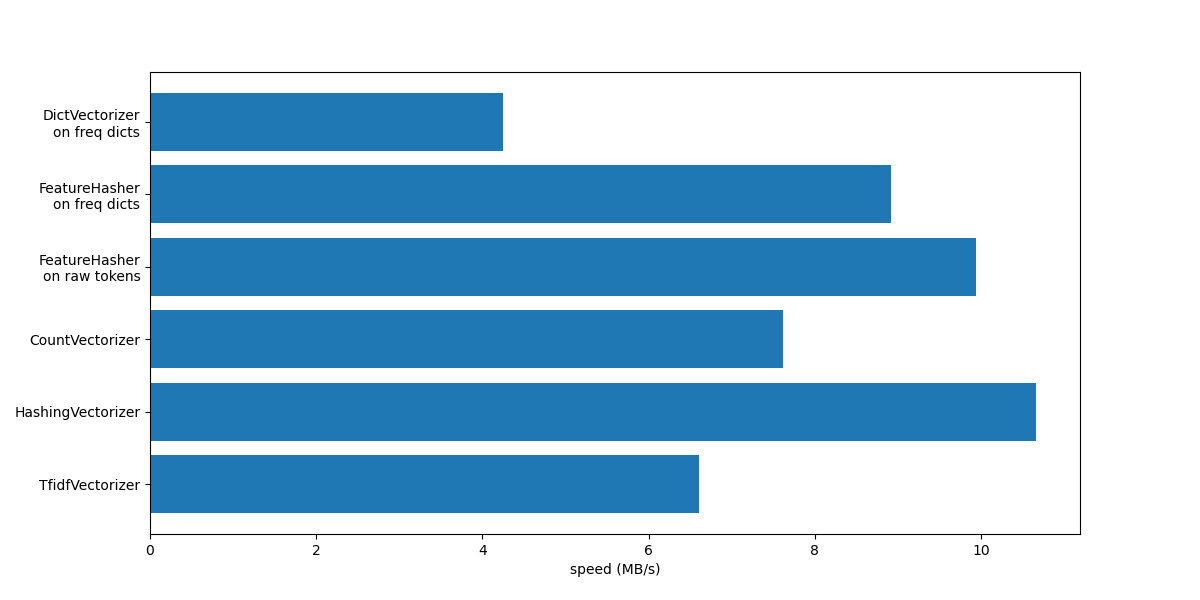 DictVectorizer
on freq dicts
FeatureHasher
on freq dicts
FeatureHasher
on raw tokens
CountVectorizer
HashingVectorizer
TfidfVectorizer
0 2 4 6 8 10
speed (MB/s)